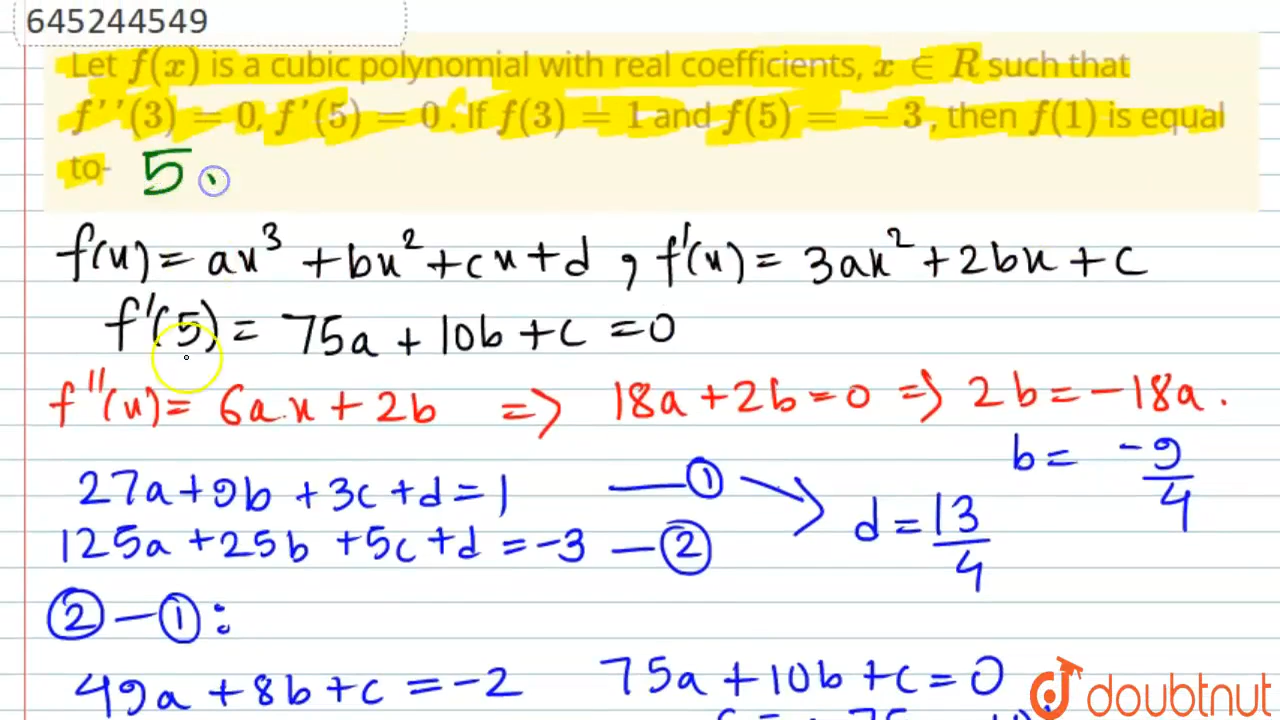 645244549
Let f(x) is a cubic polynomial with real coefficients, x ∈ R such that
f''(3) = 0, f'(5) = 0. If f(3) = 1 and f(5) = -3, then f(1) is equal
to- 5
f(x) = ax³ + bx² + cx + d, f'(x) = 3ax² + 2bx + c
f'(5) = 75a + 10b + c = 0
f''(x) = 6a.x + 2b => 18a + 2b = 0 => 2b = -18a.
b = -9/4
27a + 9b + 3c + d = 1 — ①
d = 13/4
125a + 25b + 5c + d = -3 — ②
② — ① :
49a + 8b + c = -2
75a + 10b + c = 0
doubtnut